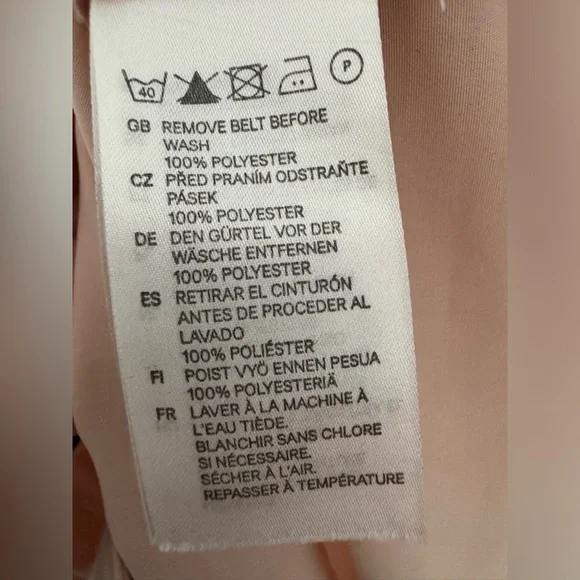 40 P
GB REMOVE BELT BEFORE
WASH
100% POLYESTER
CZ PŘED PRANÍM ODSTRAŇTE
PÁSEK
100% POLYESTER
DE DEN GÜRTEL VOR DER
WÄSCHE ENTFERNEN
100% POLYESTER
ES RETIRAR EL CINTURÓN
ANTES DE PROCEDER AL
LAVADO
100% POLIÉSTER
FI POIST VYÖ ENNEN PESUA
100% POLYESTERIÄ
FR LAVER À LA MACHINE À
L'EAU TIÈDE.
BLANCHIR SANS CHLORE
SI NÉCESSAIRE.
SÉCHER À L'AIR.
REPASSER À TEMPÉRATURE